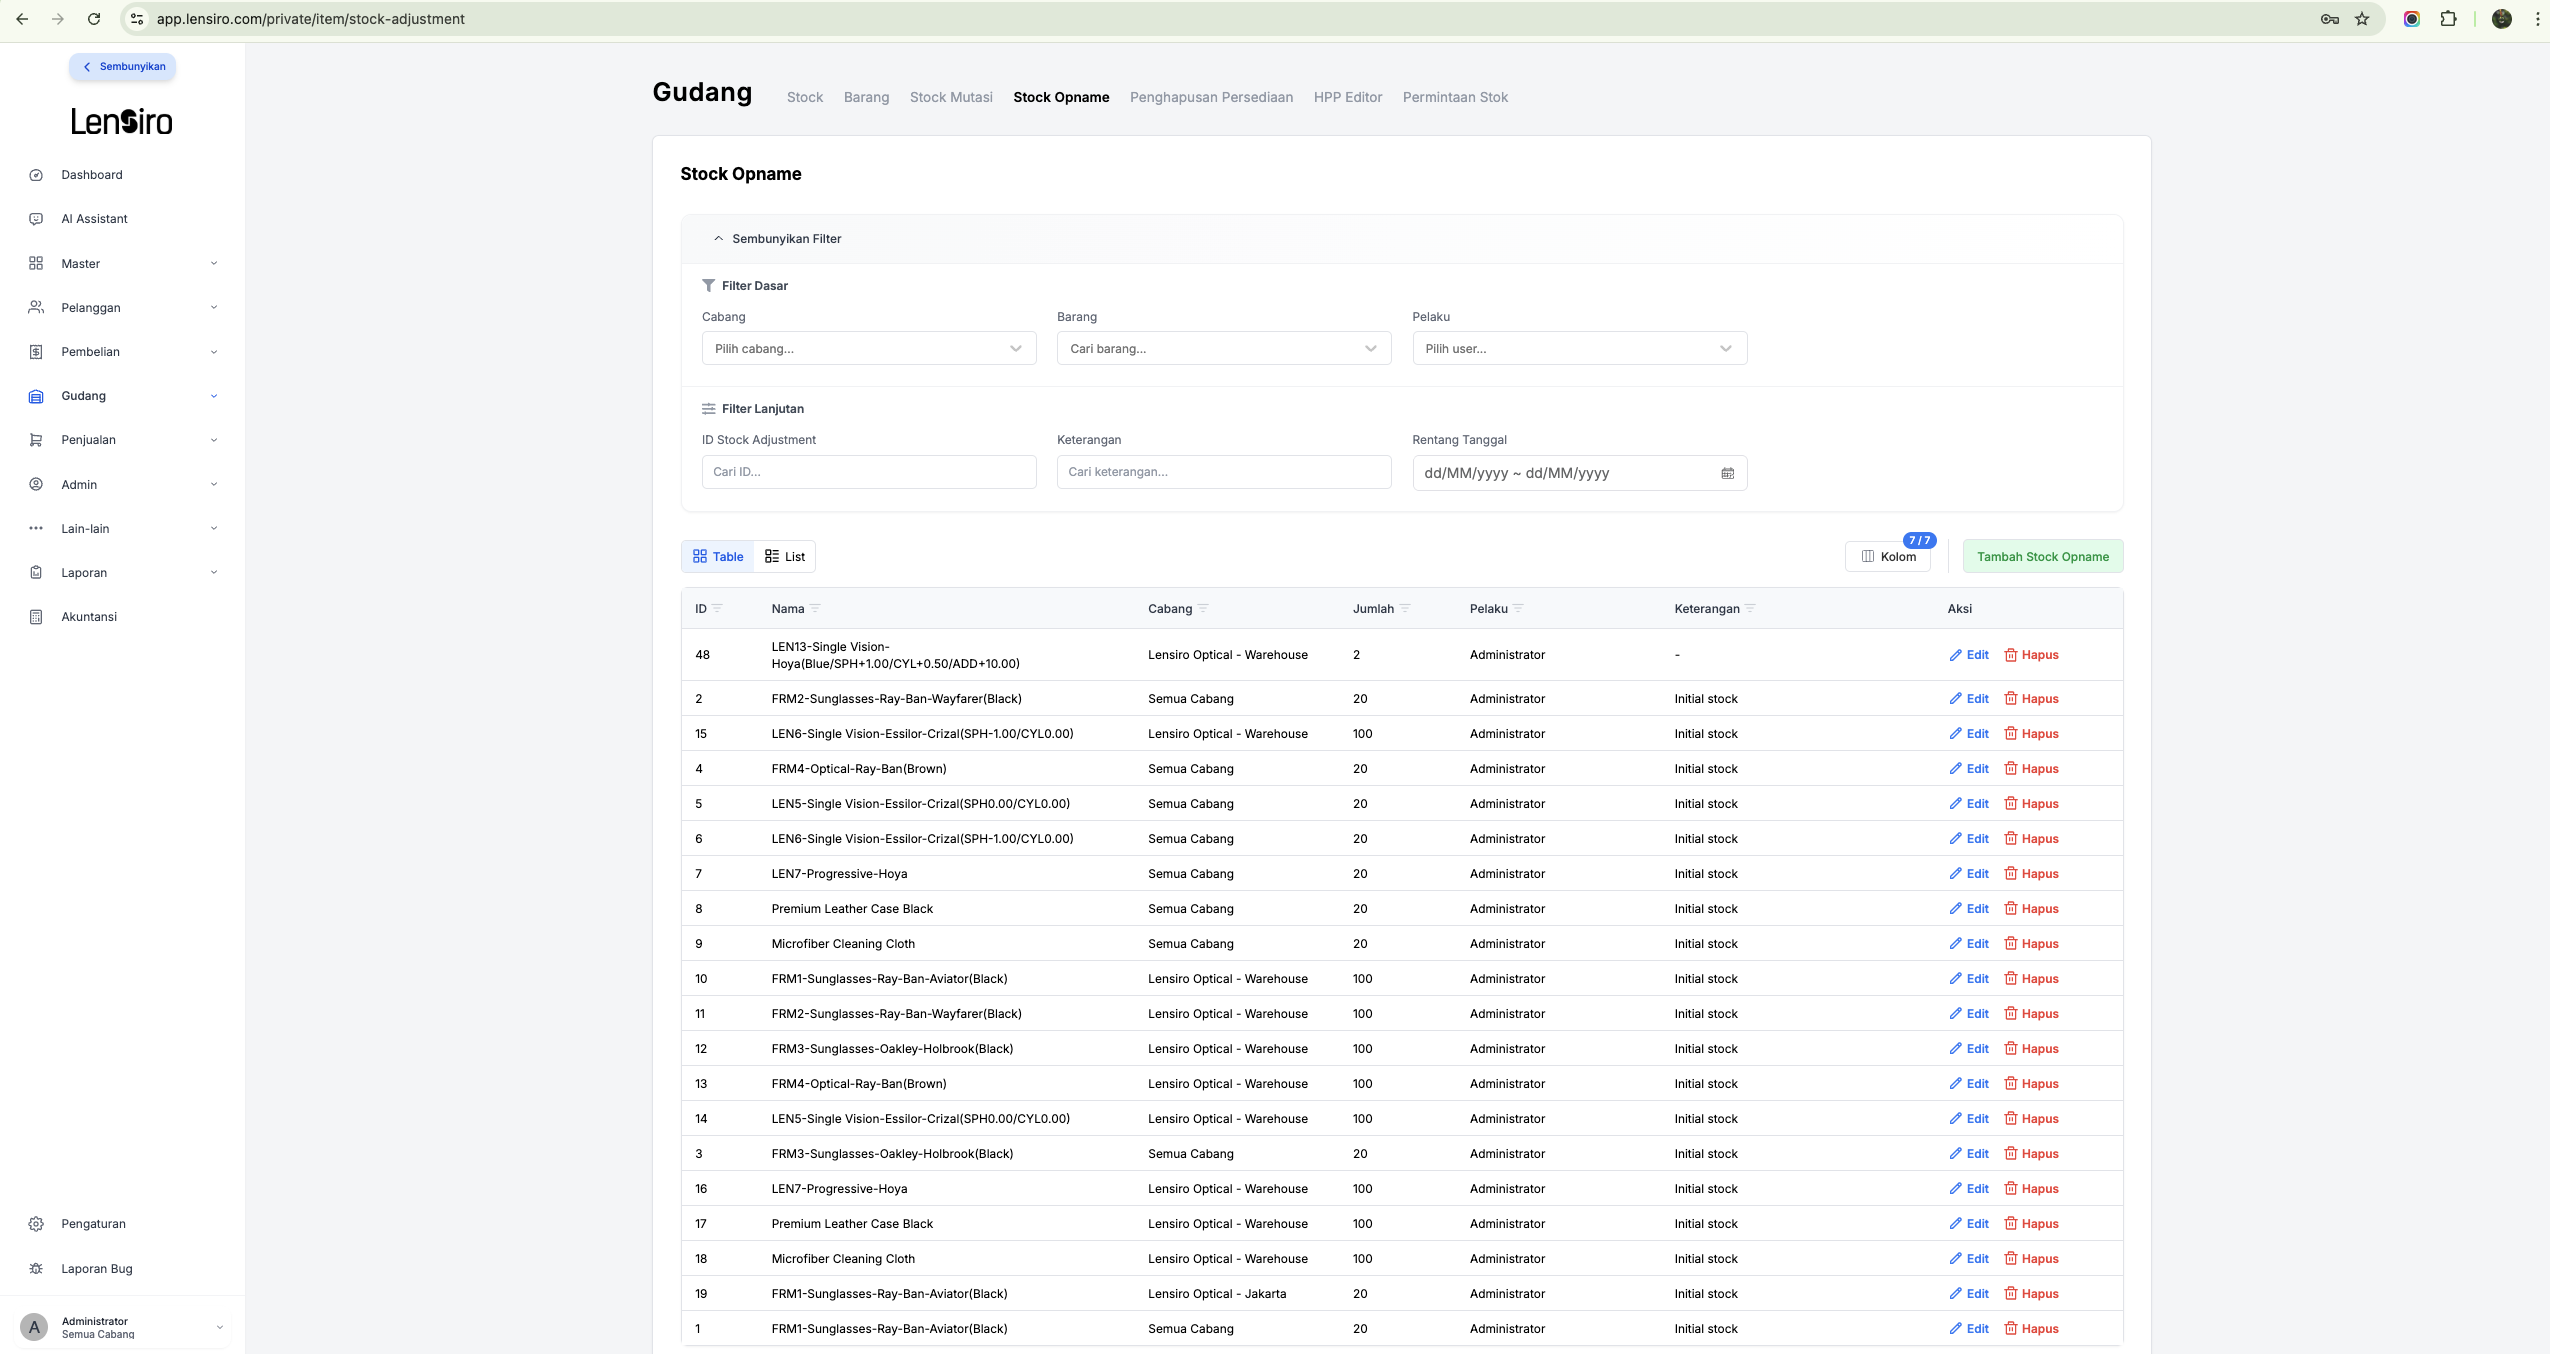 app.lensiro.com/private/item/stock-adjustment
Sembunyikan
Lensiro
Dashboard
AI Assistant
Master
Pelanggan
Pembelian
Gudang
Penjualan
Admin
Lain-lain
Laporan
Akuntansi
Pengaturan
Laporan Bug
A
Administrator
Semua Cabang
Gudang Stock Barang Stock Mutasi Stock Opname Penghapusan Persediaan HPP Editor Permintaan Stok
Stock Opname
Sembunyikan Filter
Filter Dasar
Cabang Barang Pelaku
Pilih cabang... Cari barang... Pilih user...
Filter Lanjutan
ID Stock Adjustment Keterangan Rentang Tanggal
Cari ID... Cari keterangan... dd/MM/yyyy ~ dd/MM/yyyy
7 / 7
Table List Kolom Tambah Stock Opname
ID Nama Cabang Jumlah Pelaku Keterangan Aksi
48 LEN13-Single Vision-
Hoya(Blue/SPH+1.00/CYL+0.50/ADD+10.00) Lensiro Optical - Warehouse 2 Administrator - Edit Hapus
2 FRM2-Sunglasses-Ray-Ban-Wayfarer(Black) Semua Cabang 20 Administrator Initial stock Edit Hapus
15 LEN6-Single Vision-Essilor-Crizal(SPH-1.00/CYL0.00) Lensiro Optical - Warehouse 100 Administrator Initial stock Edit Hapus
4 FRM4-Optical-Ray-Ban(Brown) Semua Cabang 20 Administrator Initial stock Edit Hapus
5 LEN5-Single Vision-Essilor-Crizal(SPH0.00/CYL0.00) Semua Cabang 20 Administrator Initial stock Edit Hapus
6 LEN6-Single Vision-Essilor-Crizal(SPH-1.00/CYL0.00) Semua Cabang 20 Administrator Initial stock Edit Hapus
7 LEN7-Progressive-Hoya Semua Cabang 20 Administrator Initial stock Edit Hapus
8 Premium Leather Case Black Semua Cabang 20 Administrator Initial stock Edit Hapus
9 Microfiber Cleaning Cloth Semua Cabang 20 Administrator Initial stock Edit Hapus
10 FRM1-Sunglasses-Ray-Ban-Aviator(Black) Lensiro Optical - Warehouse 100 Administrator Initial stock Edit Hapus
11 FRM2-Sunglasses-Ray-Ban-Wayfarer(Black) Lensiro Optical - Warehouse 100 Administrator Initial stock Edit Hapus
12 FRM3-Sunglasses-Oakley-Holbrook(Black) Lensiro Optical - Warehouse 100 Administrator Initial stock Edit Hapus
13 FRM4-Optical-Ray-Ban(Brown) Lensiro Optical - Warehouse 100 Administrator Initial stock Edit Hapus
14 LEN5-Single Vision-Essilor-Crizal(SPH0.00/CYL0.00) Lensiro Optical - Warehouse 100 Administrator Initial stock Edit Hapus
3 FRM3-Sunglasses-Oakley-Holbrook(Black) Semua Cabang 20 Administrator Initial stock Edit Hapus
16 LEN7-Progressive-Hoya Lensiro Optical - Warehouse 100 Administrator Initial stock Edit Hapus
17 Premium Leather Case Black Lensiro Optical - Warehouse 100 Administrator Initial stock Edit Hapus
18 Microfiber Cleaning Cloth Lensiro Optical - Warehouse 100 Administrator Initial stock Edit Hapus
19 FRM1-Sunglasses-Ray-Ban-Aviator(Black) Lensiro Optical - Jakarta 20 Administrator Initial stock Edit Hapus
1 FRM1-Sunglasses-Ray-Ban-Aviator(Black) Semua Cabang 20 Administrator Initial stock Edit Hapus